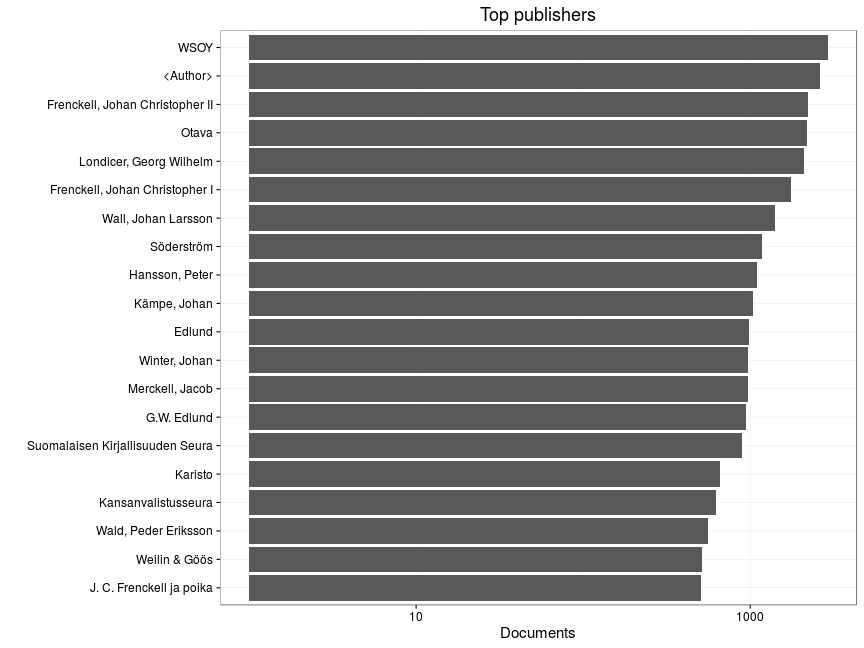 Top publishers
WSOY
<Author>
Frenckell, Johan Christopher II
Otava
Londicer, Georg Wilhelm
Frenckell, Johan Christopher I
Wall, Johan Larsson
Söderström
Hansson, Peter
Kämpe, Johan
Edlund
Winter, Johan
Merckell, Jacob
G.W. Edlund
Suomalaisen Kirjallisuuden Seura
Karisto
Kansanvalistusseura
Wald, Peder Eriksson
Weilin & Göös
J. C. Frenckell ja poika
10 1000
Documents